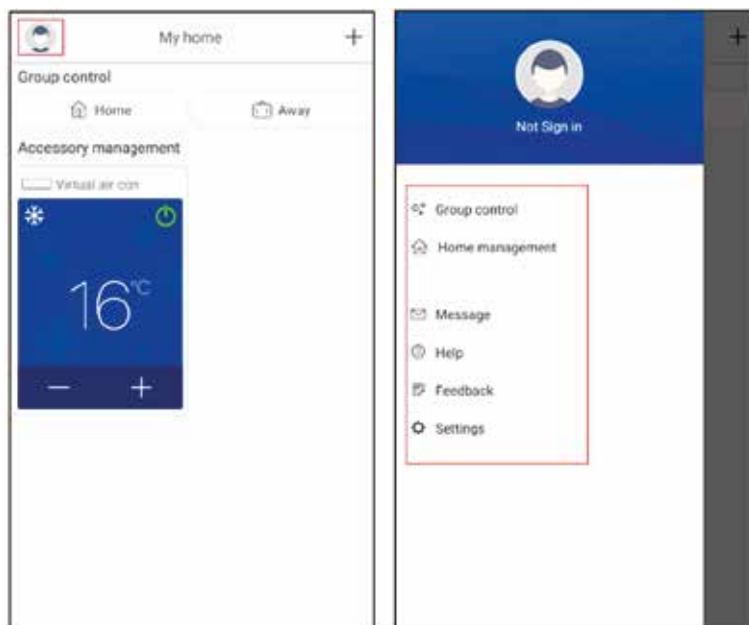 My home
Group control
Home
Away
Accessory management
Virtual air con
16°C
Not Sign in
Group control
Home management
Message
Help
Feedback
Settings